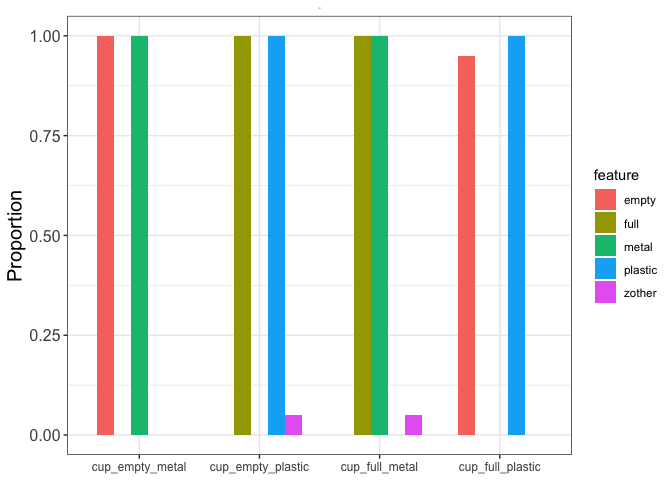 Proportion
1.00
0.75
0.50
0.25
0.00
cup_empty_metal
cup_empty_plastic
cup_full_metal
cup_full_plastic
feature
empty
full
metal
plastic
zother